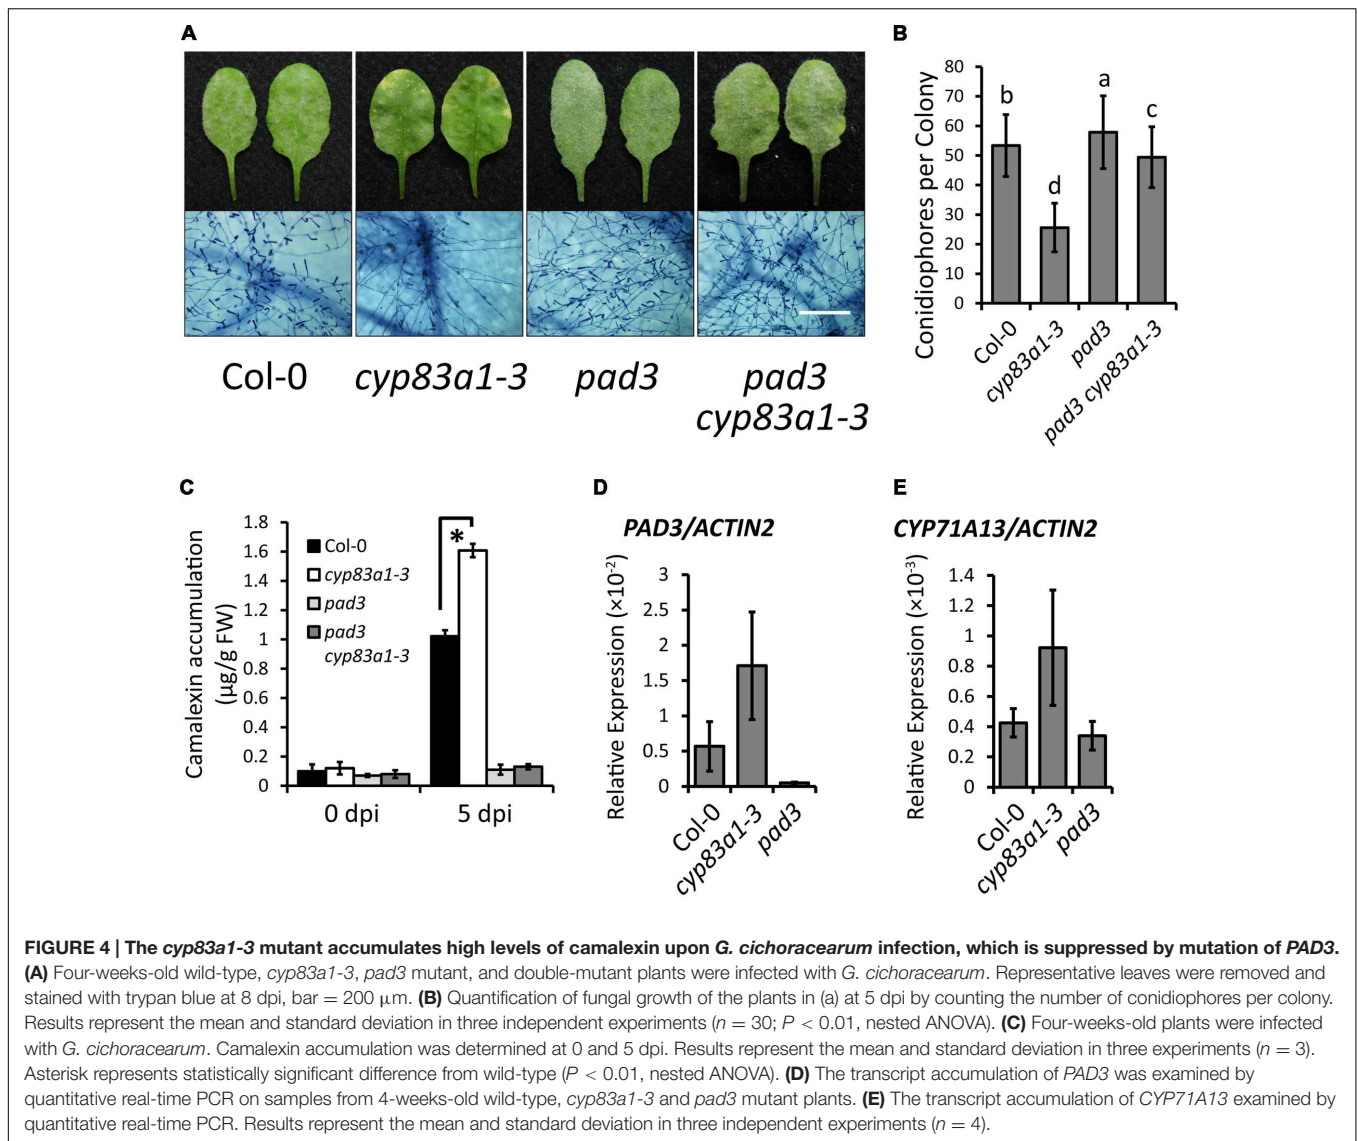 A
Col-0
cyp83a1-3
pad3
pad3
cyp83a1-3
B
Conidiophores per Colony
80
70
60
50
40
30
20
10
0
b
d
a
c
Col-0
cyp83a1-3
pad3
pad3 cyp83a1-3
C
Camalexin accumulation
(µg/g FW)
1.8
1.6
1.4
1.2
1
0.8
0.6
0.4
0.2
0
Col-0
cyp83a1-3
pad3
pad3
cyp83a1-3
*
0 dpi
5 dpi
D
PAD3/ACTIN2
Relative Expression (×10⁻²)
3
2.5
2
1.5
1
0.5
0
Col-0
cyp83a1-3
pad3
E
CYP71A13/ACTIN2
Relative Expression (×10⁻³)
1.4
1.2
1
0.8
0.6
0.4
0.2
0
Col-0
cyp83a1-3
pad3
FIGURE 4 | The cyp83a1-3 mutant accumulates high levels of camalexin upon G. cichoracearum infection, which is suppressed by mutation of PAD3.
(A) Four-weeks-old wild-type, cyp83a1-3, pad3 mutant, and double-mutant plants were infected with G. cichoracearum. Representative leaves were removed and
stained with trypan blue at 8 dpi, bar = 200 µm. (B) Quantification of fungal growth of the plants in (a) at 5 dpi by counting the number of conidiophores per colony.
Results represent the mean and standard deviation in three independent experiments (n = 30; P < 0.01, nested ANOVA). (C) Four-weeks-old plants were infected
with G. cichoracearum. Camalexin accumulation was determined at 0 and 5 dpi. Results represent the mean and standard deviation in three experiments (n = 3).
Asterisk represents statistically significant difference from wild-type (P < 0.01, nested ANOVA). (D) The transcript accumulation of PAD3 was examined by
quantitative real-time PCR on samples from 4-weeks-old wild-type, cyp83a1-3 and pad3 mutant plants. (E) The transcript accumulation of CYP71A13 examined by
quantitative real-time PCR. Results represent the mean and standard deviation in three independent experiments (n = 4).